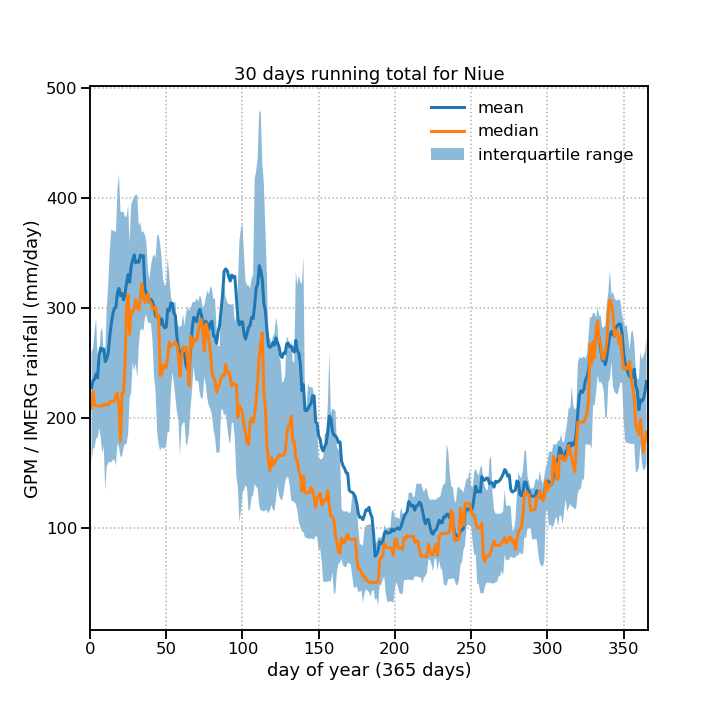 30 days running total for Niue
GPM / IMERG rainfall (mm/day)
500
400
300
200
100
mean
median
interquartile range
0 50 100 150 200 250 300 350
day of year (365 days)